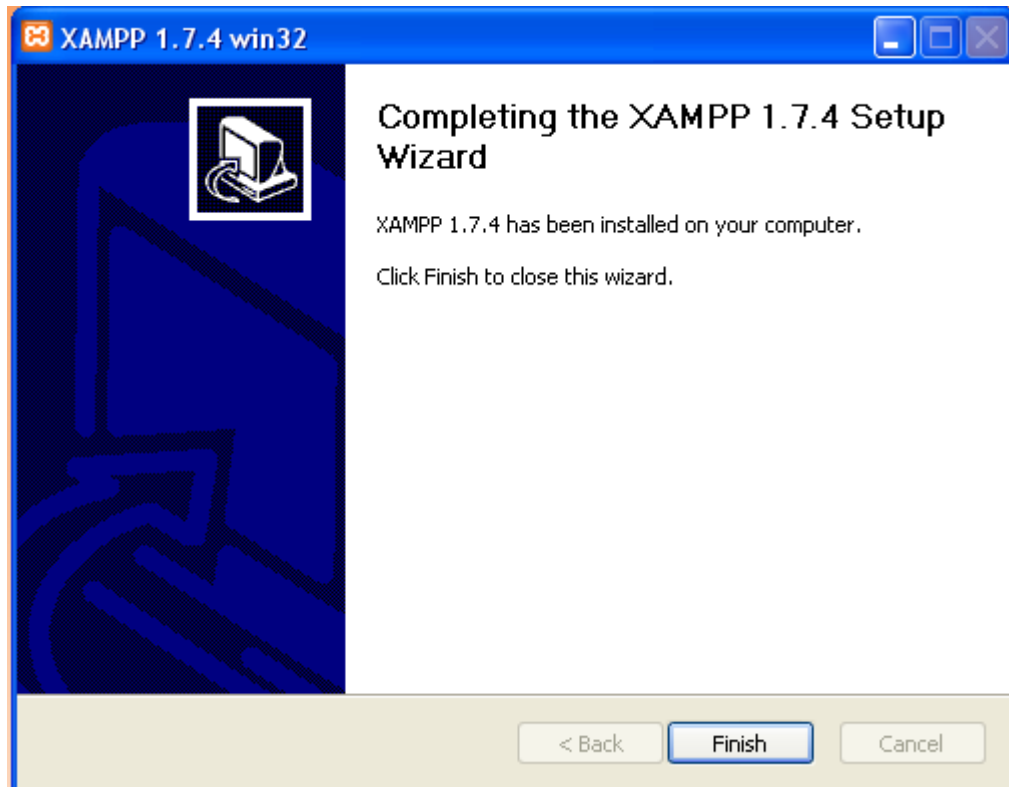 XAMPP 1.7.4 win32
Completing the XAMPP 1.7.4 Setup
Wizard
XAMPP 1.7.4 has been installed on your computer.
Click Finish to close this wizard.
< Back
Finish
Cancel